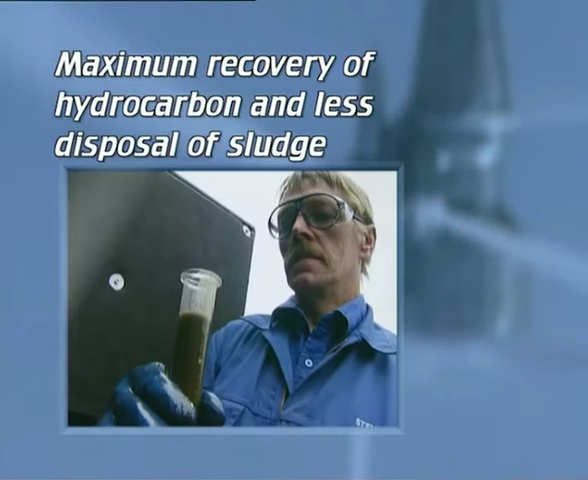 Maximum recovery of
hydrocarbon and less
disposal of sludge